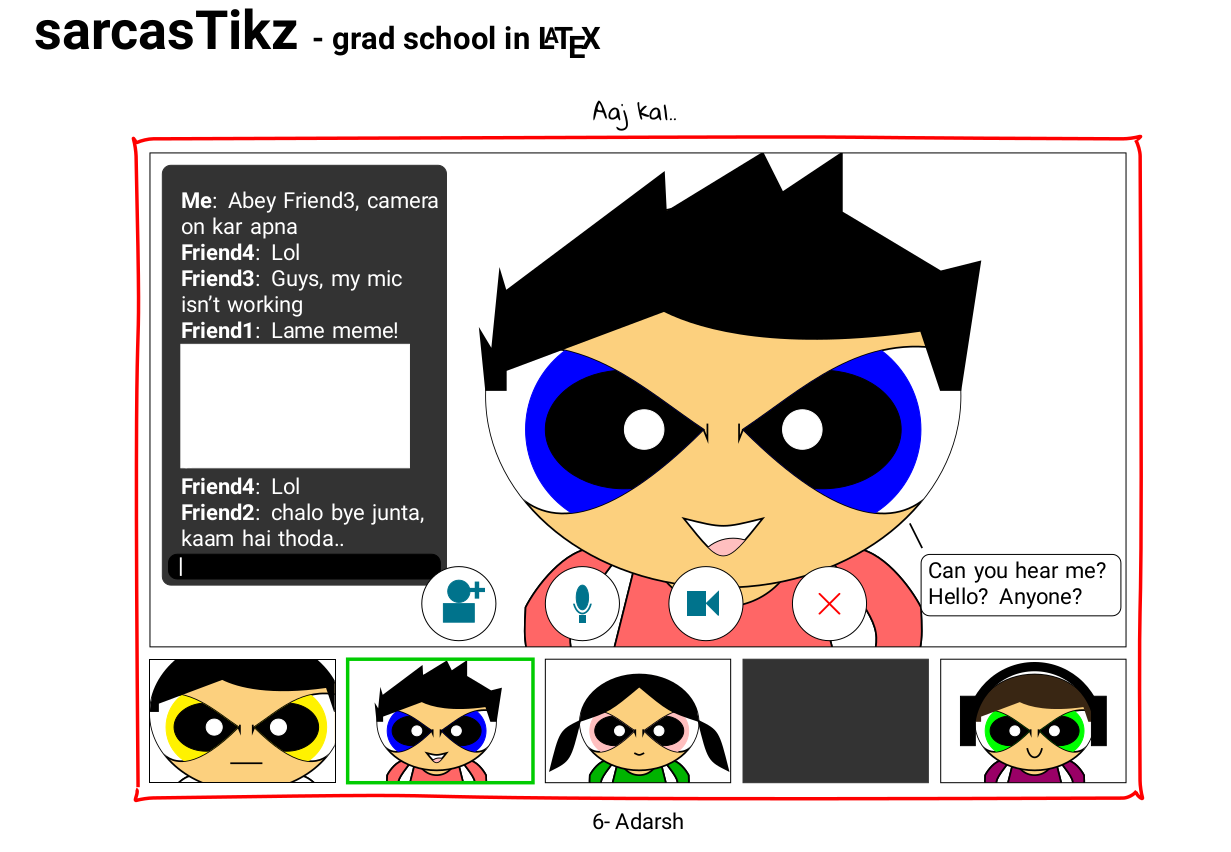 sarcasTikz - grad school in LATEX
Aaj kal..
Me: Abey Friend3, camera
on kar apna
Friend4: Lol
Friend3: Guys, my mic
isn't working
Friend1: Lame meme!
Friend4: Lol
Friend2: chalo bye junta,
kaam hai thoda..
Can you hear me?
Hello? Anyone?
6- Adarsh